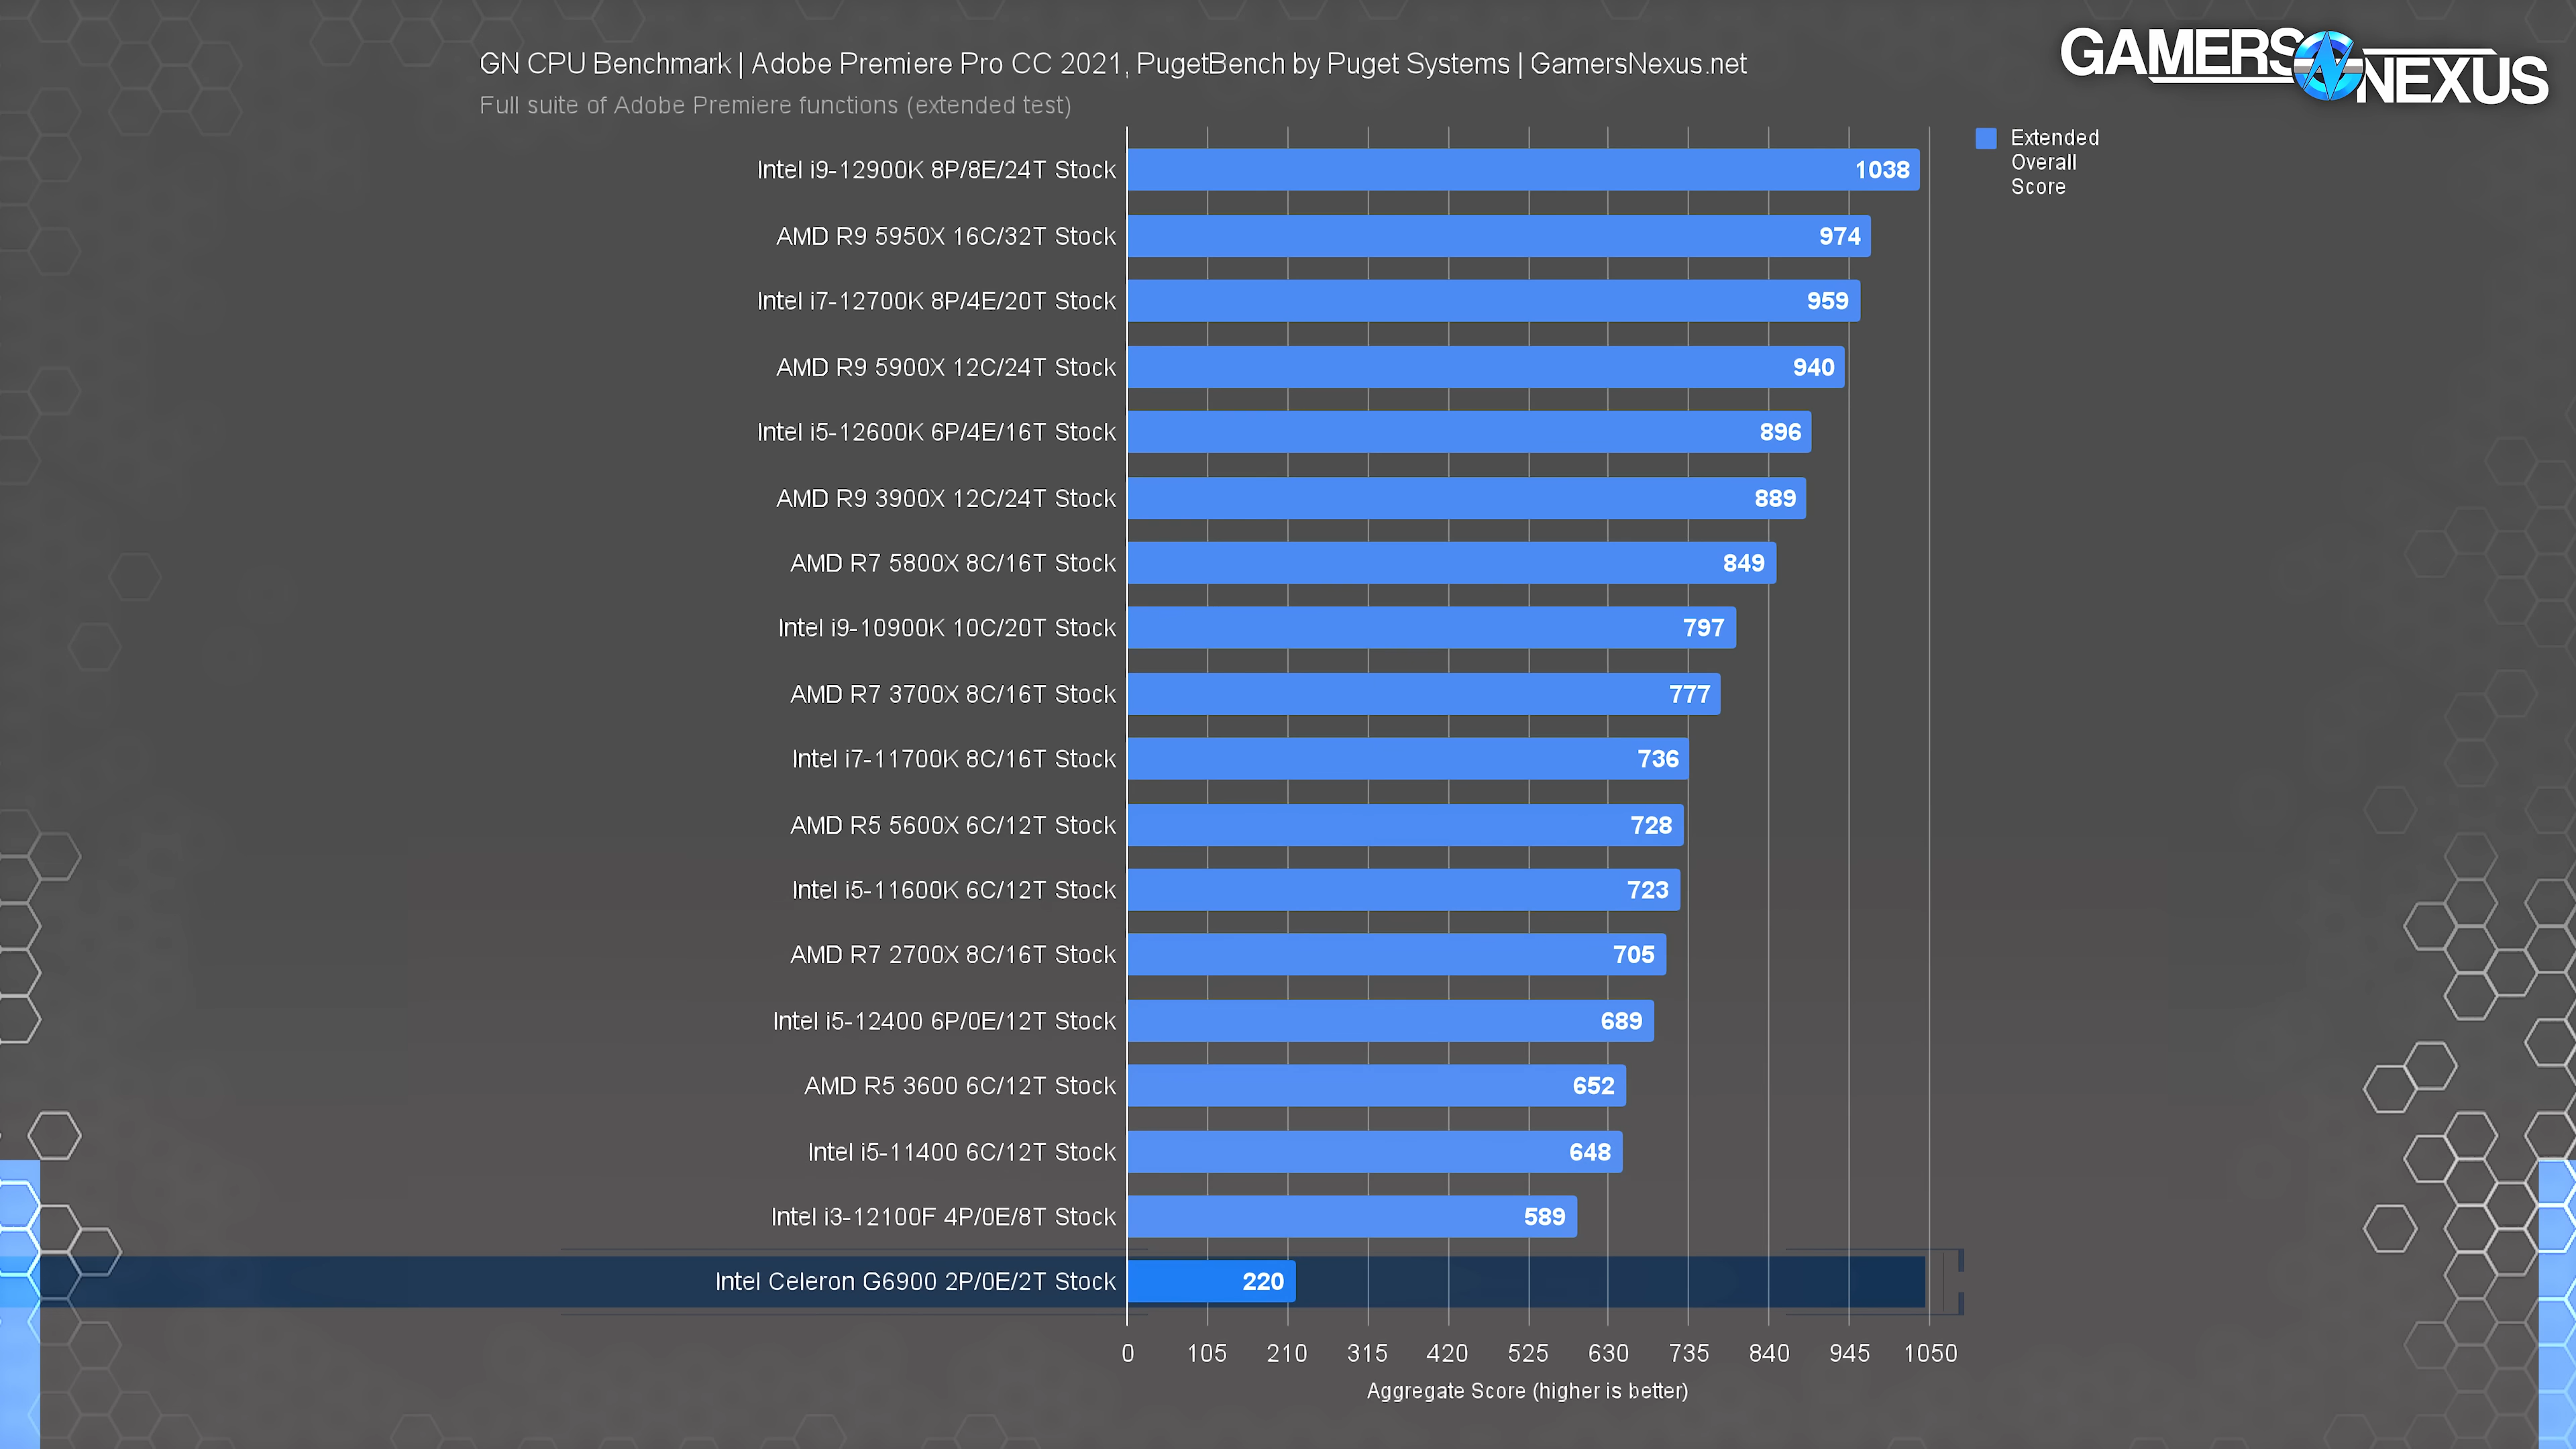 GAMERS NEXUS
GN CPU Benchmark | Adobe Premiere Pro CC 2021, PugetBench by Puget Systems | GamersNexus.net
Full suite of Adobe Premiere functions (extended test)
Extended
Overall
Score
Intel i9-12900K 8P/8E/24T Stock 1038
AMD R9 5950X 16C/32T Stock 974
Intel i7-12700K 8P/4E/20T Stock 959
AMD R9 5900X 12C/24T Stock 940
Intel i5-12600K 6P/4E/16T Stock 896
AMD R9 3900X 12C/24T Stock 889
AMD R7 5800X 8C/16T Stock 849
Intel i9-10900K 10C/20T Stock 797
AMD R7 3700X 8C/16T Stock 777
Intel i7-11700K 8C/16T Stock 736
AMD R5 5600X 6C/12T Stock 728
Intel i5-11600K 6C/12T Stock 723
AMD R7 2700X 8C/16T Stock 705
Intel i5-12400 6P/0E/12T Stock 689
AMD R5 3600 6C/12T Stock 652
Intel i5-11400 6C/12T Stock 648
Intel i3-12100F 4P/0E/8T Stock 589
Intel Celeron G6900 2P/0E/2T Stock 220
0 105 210 315 420 525 630 735 840 945 1050
Aggregate Score (higher is better)